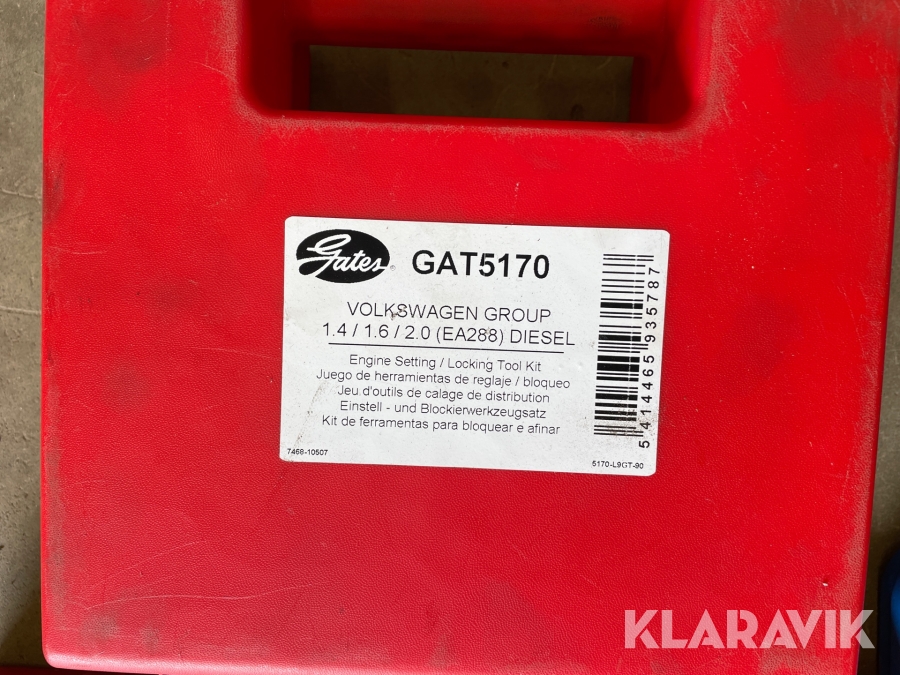 Gates
GAT5170
VOLKSWAGEN GROUP
1.4 / 1.6 / 2.0 (EA288) DIESEL
Engine Setting / Locking Tool Kit
Juego de herramientas de reglaje / bloqueo
Jeu d'outils de calage de distribution
Einstell - und Blockierwerkzeugsatz
Kit de ferramentas para bloquear e afinar
7468-10507
5170-L9GT-90
5 414465 935787
KLARAVIK